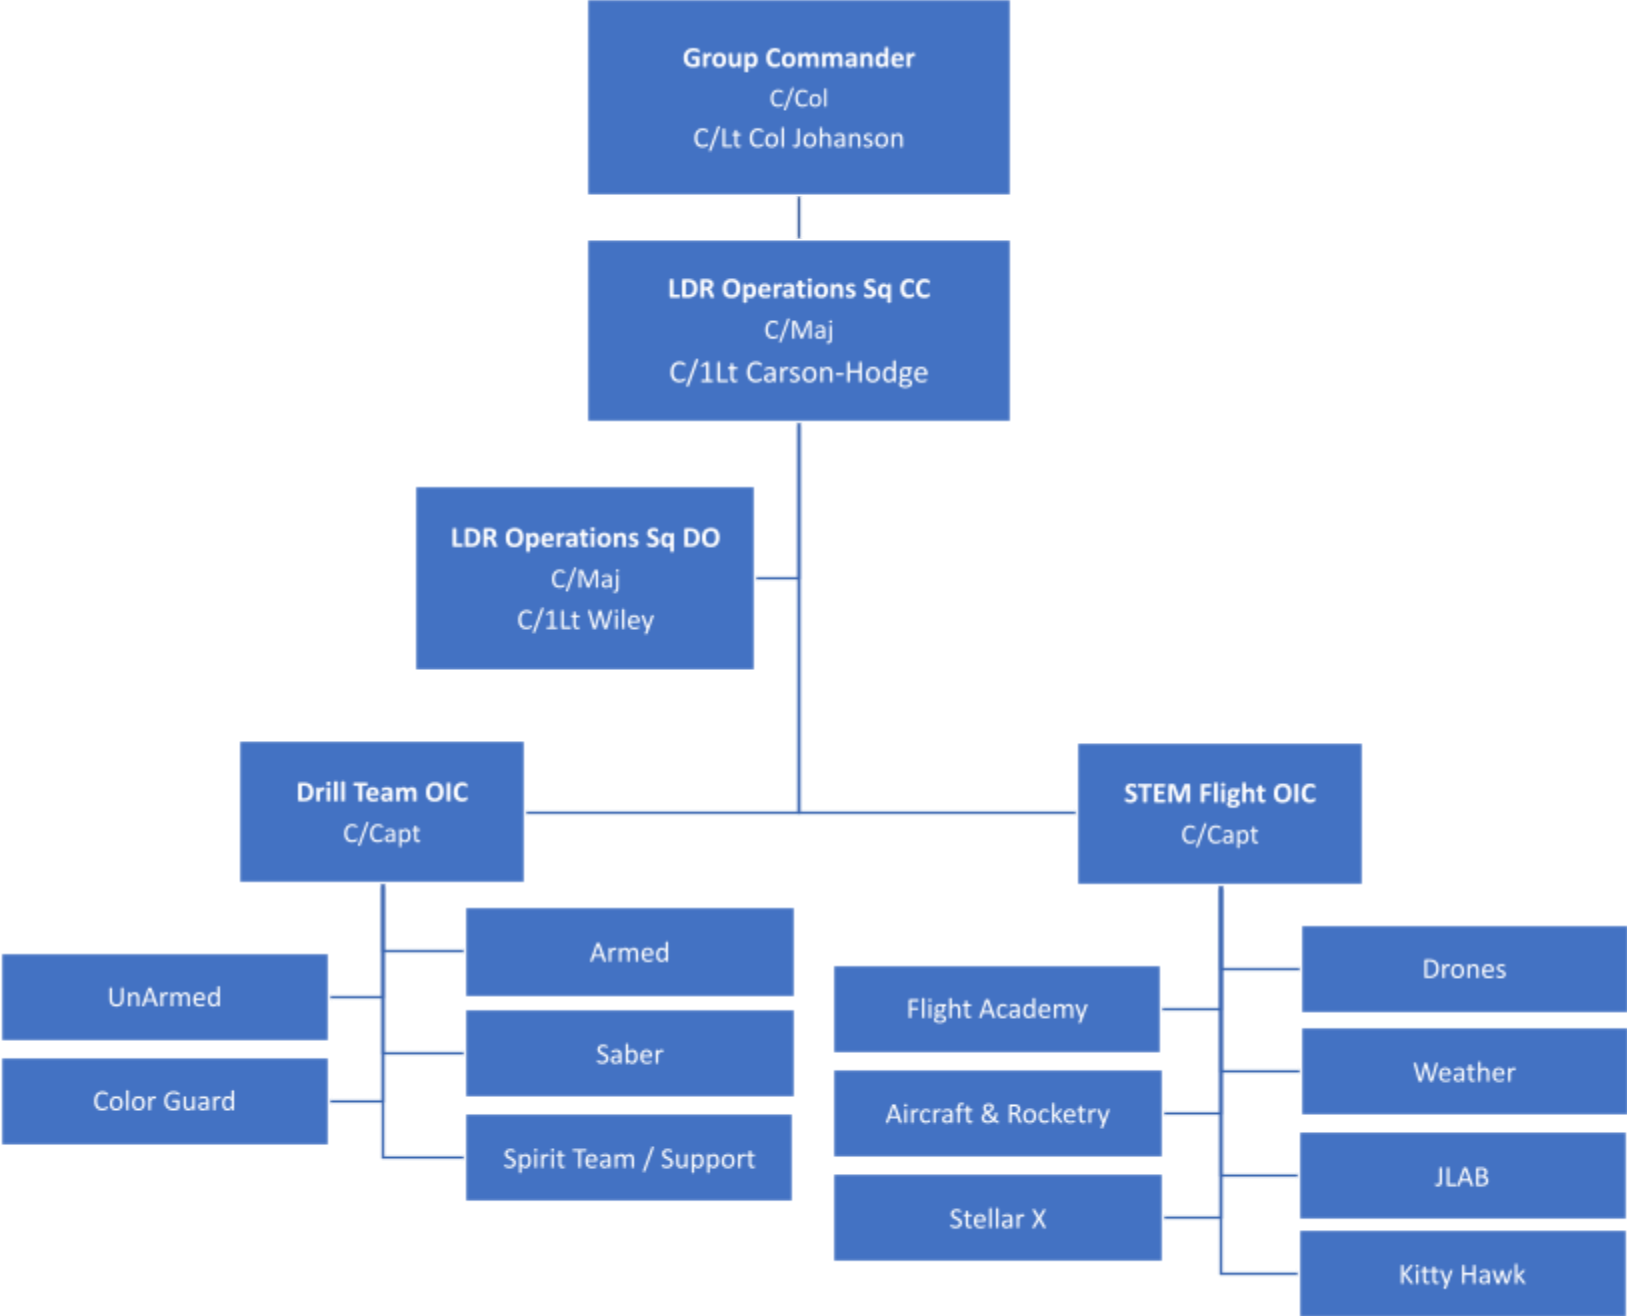 Group Commander
C/Col
C/Lt Col Johanson
LDR Operations Sq CC
C/Maj
C/1Lt Carson-Hodge
LDR Operations Sq DO
C/Maj
C/1Lt Wiley
Drill Team OIC
C/Capt
STEM Flight OIC
C/Capt
UnArmed
Color Guard
Armed
Saber
Spirit Team / Support
Flight Academy
Aircraft & Rocketry
Stellar X
Drones
Weather
JLAB
Kitty Hawk